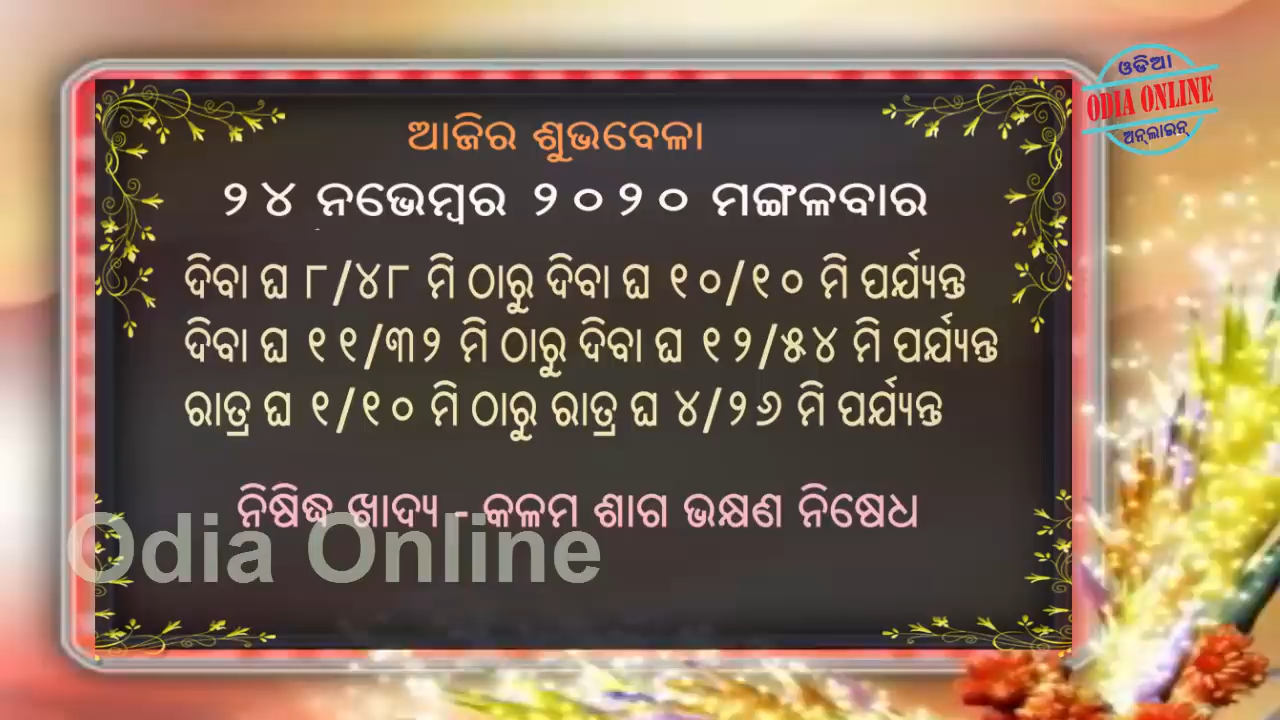 ଓଡିଆ
ODIA ONLINE
ଅନ୍‌ଲାଇନ୍
ଆଜିର ଶୁଭବେଳା
୨୪ ନଭେମ୍ବର ୨୦୨୦ ମଙ୍ଗଳବାର
ଦିବା ଘ ୮/୪୮ ମି ଠାରୁ ଦିବା ଘ ୧୦/୧୦ ମି ପର୍ଯ୍ୟନ୍ତ
ଦିବା ଘ ୧୧/୩୨ ମି ଠାରୁ ଦିବା ଘ ୧୨/୫୪ ମି ପର୍ଯ୍ୟନ୍ତ
ରାତ୍ର ଘ ୧/୧୦ ମି ଠାରୁ ରାତ୍ର ଘ ୪/୨୬ ମି ପର୍ଯ୍ୟନ୍ତ
ନିଷିଦ୍ଧ ଖାଦ୍ୟ - କଳମ ଶାଗ ଭକ୍ଷଣ ନିଷେଧ
Odia Online